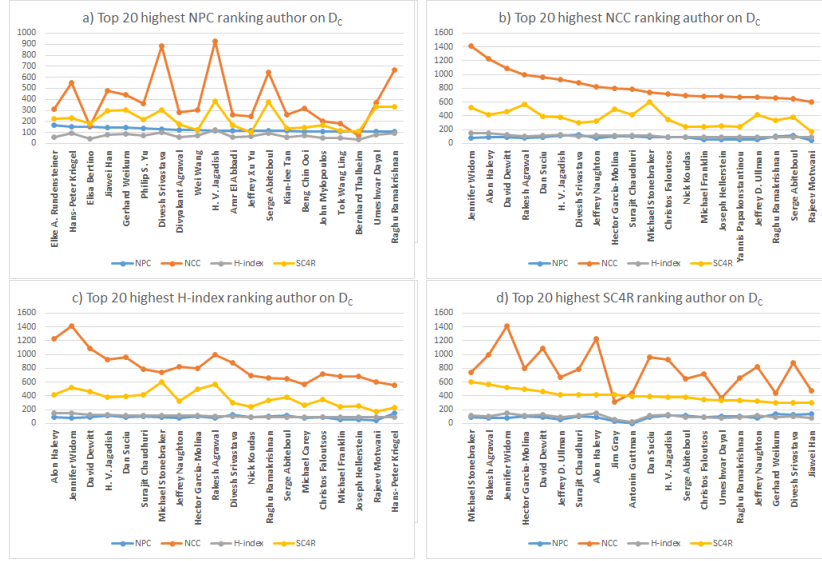 a) Top 20 highest NPC ranking author on DC
1000
900
800
700
600
500
400
300
200
100
0
Elke A. Rundensteiner
Hans-Peter Kriegel
Elisa Bertino
Jiawei Han
Gerhard Weikum
Philip S. Yu
Divesh Srivastava
Divyakant Agrawal
Wei Wang
H. V. Jagadish
Amr El Abbadi
Jeffrey Xu Yu
Serge Abiteboul
Kian-lee Tan
Beng Chin Ooi
John Mylopoulos
Tok Wang Ling
Bernhard Thalheim
Umeshwar Dayal
Raghu Ramakrishnan
NPC NCC H-index SC4R
b) Top 20 highest NCC ranking author on DC
1600
1400
1200
1000
800
600
400
200
0
Jennifer Widom
Alon Halevy
David Dewitt
Rakesh Agrawal
Dan Suciu
H. V. Jagadish
Divesh Srivastava
Jeffrey Naughton
Hector Garcia-Molina
Surajit Chaudhuri
Michael Stonebraker
Christos Faloutsos
Nick Koudas
Michael Franklin
Joseph Hellerstein
Yannis Papakonstantinou
Jeffrey D. Ullman
Raghu Ramakrishnan
Serge Abiteboul
Rajeev Motwani
NPC NCC H-index SC4R
c) Top 20 highest H-index ranking author on DC
1600
1400
1200
1000
800
600
400
200
0
Alon Halevy
Jennifer Widom
David Dewitt
H. V. Jagadish
Dan Suciu
Surajit Chaudhuri
Michael Stonebraker
Jeffrey Naughton
Hector Garcia-Molina
Rakesh Agrawal
Divesh Srivastava
Nick Koudas
Raghu Ramakrishnan
Serge Abiteboul
Michael Carey
Christos Faloutsos
Michael Franklin
Joseph Hellerstein
Rajeev Motwani
Hans-Peter Kriegel
NPC NCC H-index SC4R
d) Top 20 highest SC4R ranking author on DC
1600
1400
1200
1000
800
600
400
200
0
Michael Stonebraker
Rakesh Agrawal
Jennifer Widom
Hector Garcia-Molina
David Dewitt
Jeffrey D. Ullman
Surajit Chaudhuri
Alon Halevy
Jim Gray
Antonin Guttman
Dan Suciu
H. V. Jagadish
Serge Abiteboul
Christos Faloutsos
Umeshwar Dayal
Raghu Ramakrishnan
Jeffrey Naughton
Gerhard Weikum
Divesh Srivastava
Jiawei Han
NPC NCC H-index SC4R